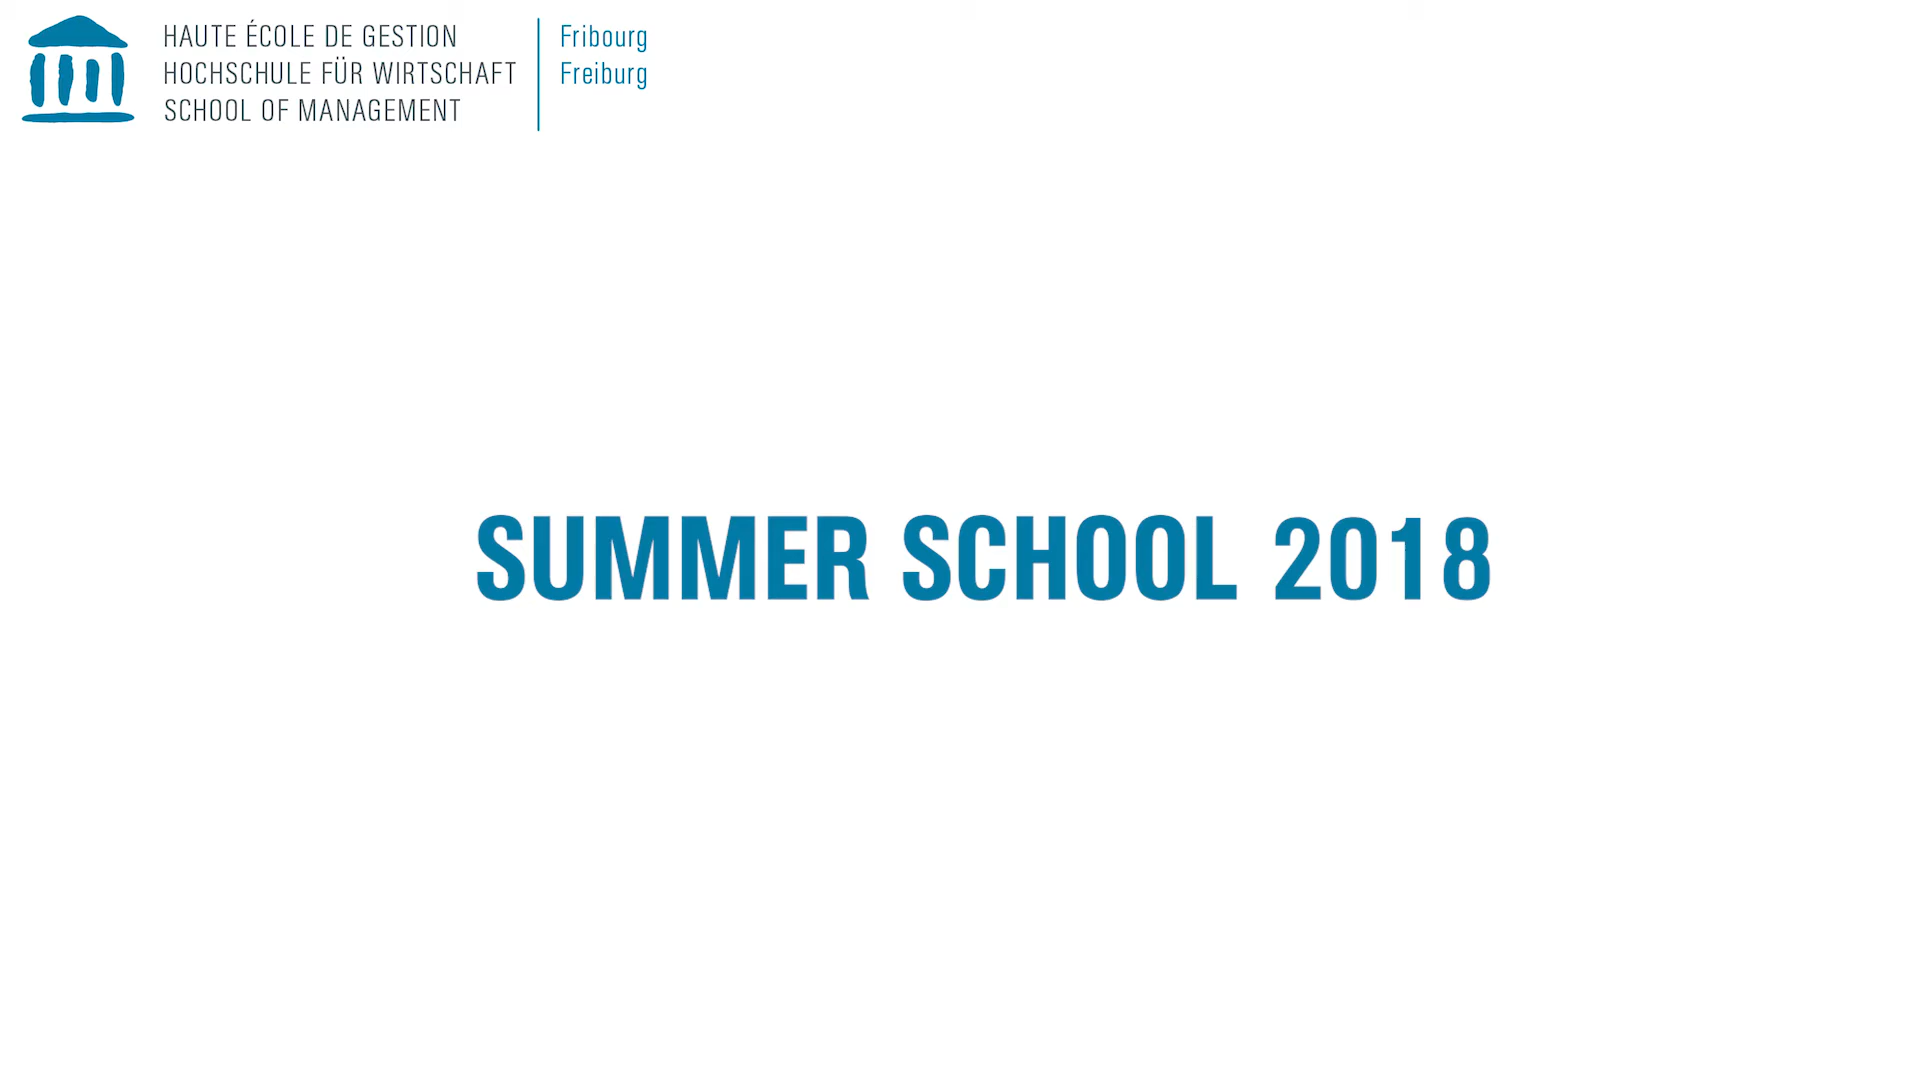 HAUTE ÉCOLE DE GESTION
HOCHSCHULE FÜR WIRTSCHAFT
SCHOOL OF MANAGEMENT
Fribourg
Freiburg
SUMMER SCHOOL 2018